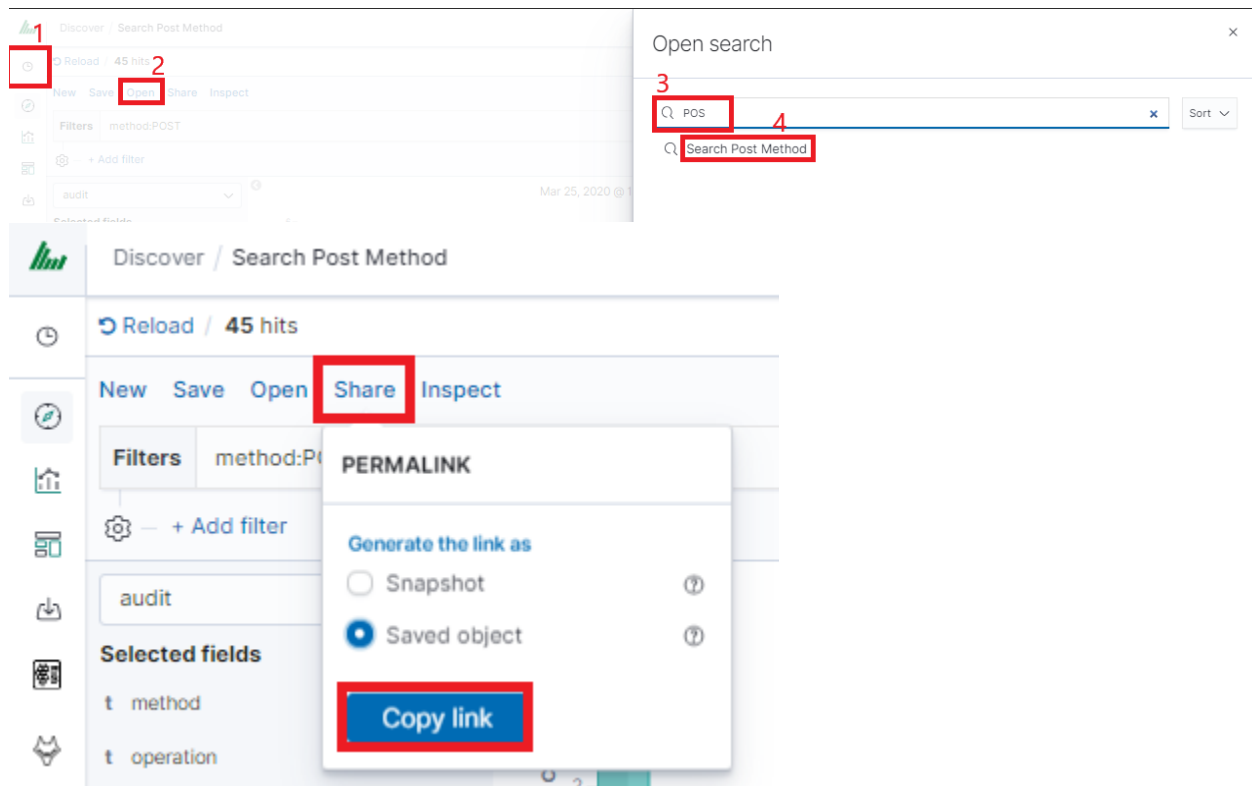 1
Discover / Search Post Method
Reload / 45 hits
2
New Save Open Share Inspect
Filters method:POST
+ Add filter
audit
Mar 25, 2020 @ 1
Selected fields
Open search
×
3
POS
×
Sort
4
Search Post Method
Discover / Search Post Method
Reload / 45 hits
New Save Open Share Inspect
Filters method:PO
+ Add filter
audit
Selected fields
t method
t operation
PERMALINK
Generate the link as
Snapshot
Saved object
Copy link
2